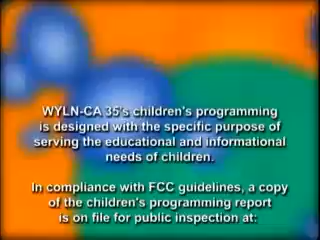 WYLN-CA 35's children's programming
is designed with the specific purpose of
serving the educational and informational
needs of children.
In compliance with FCC guidelines, a copy
of the children's programming report
is on file for public inspection at: